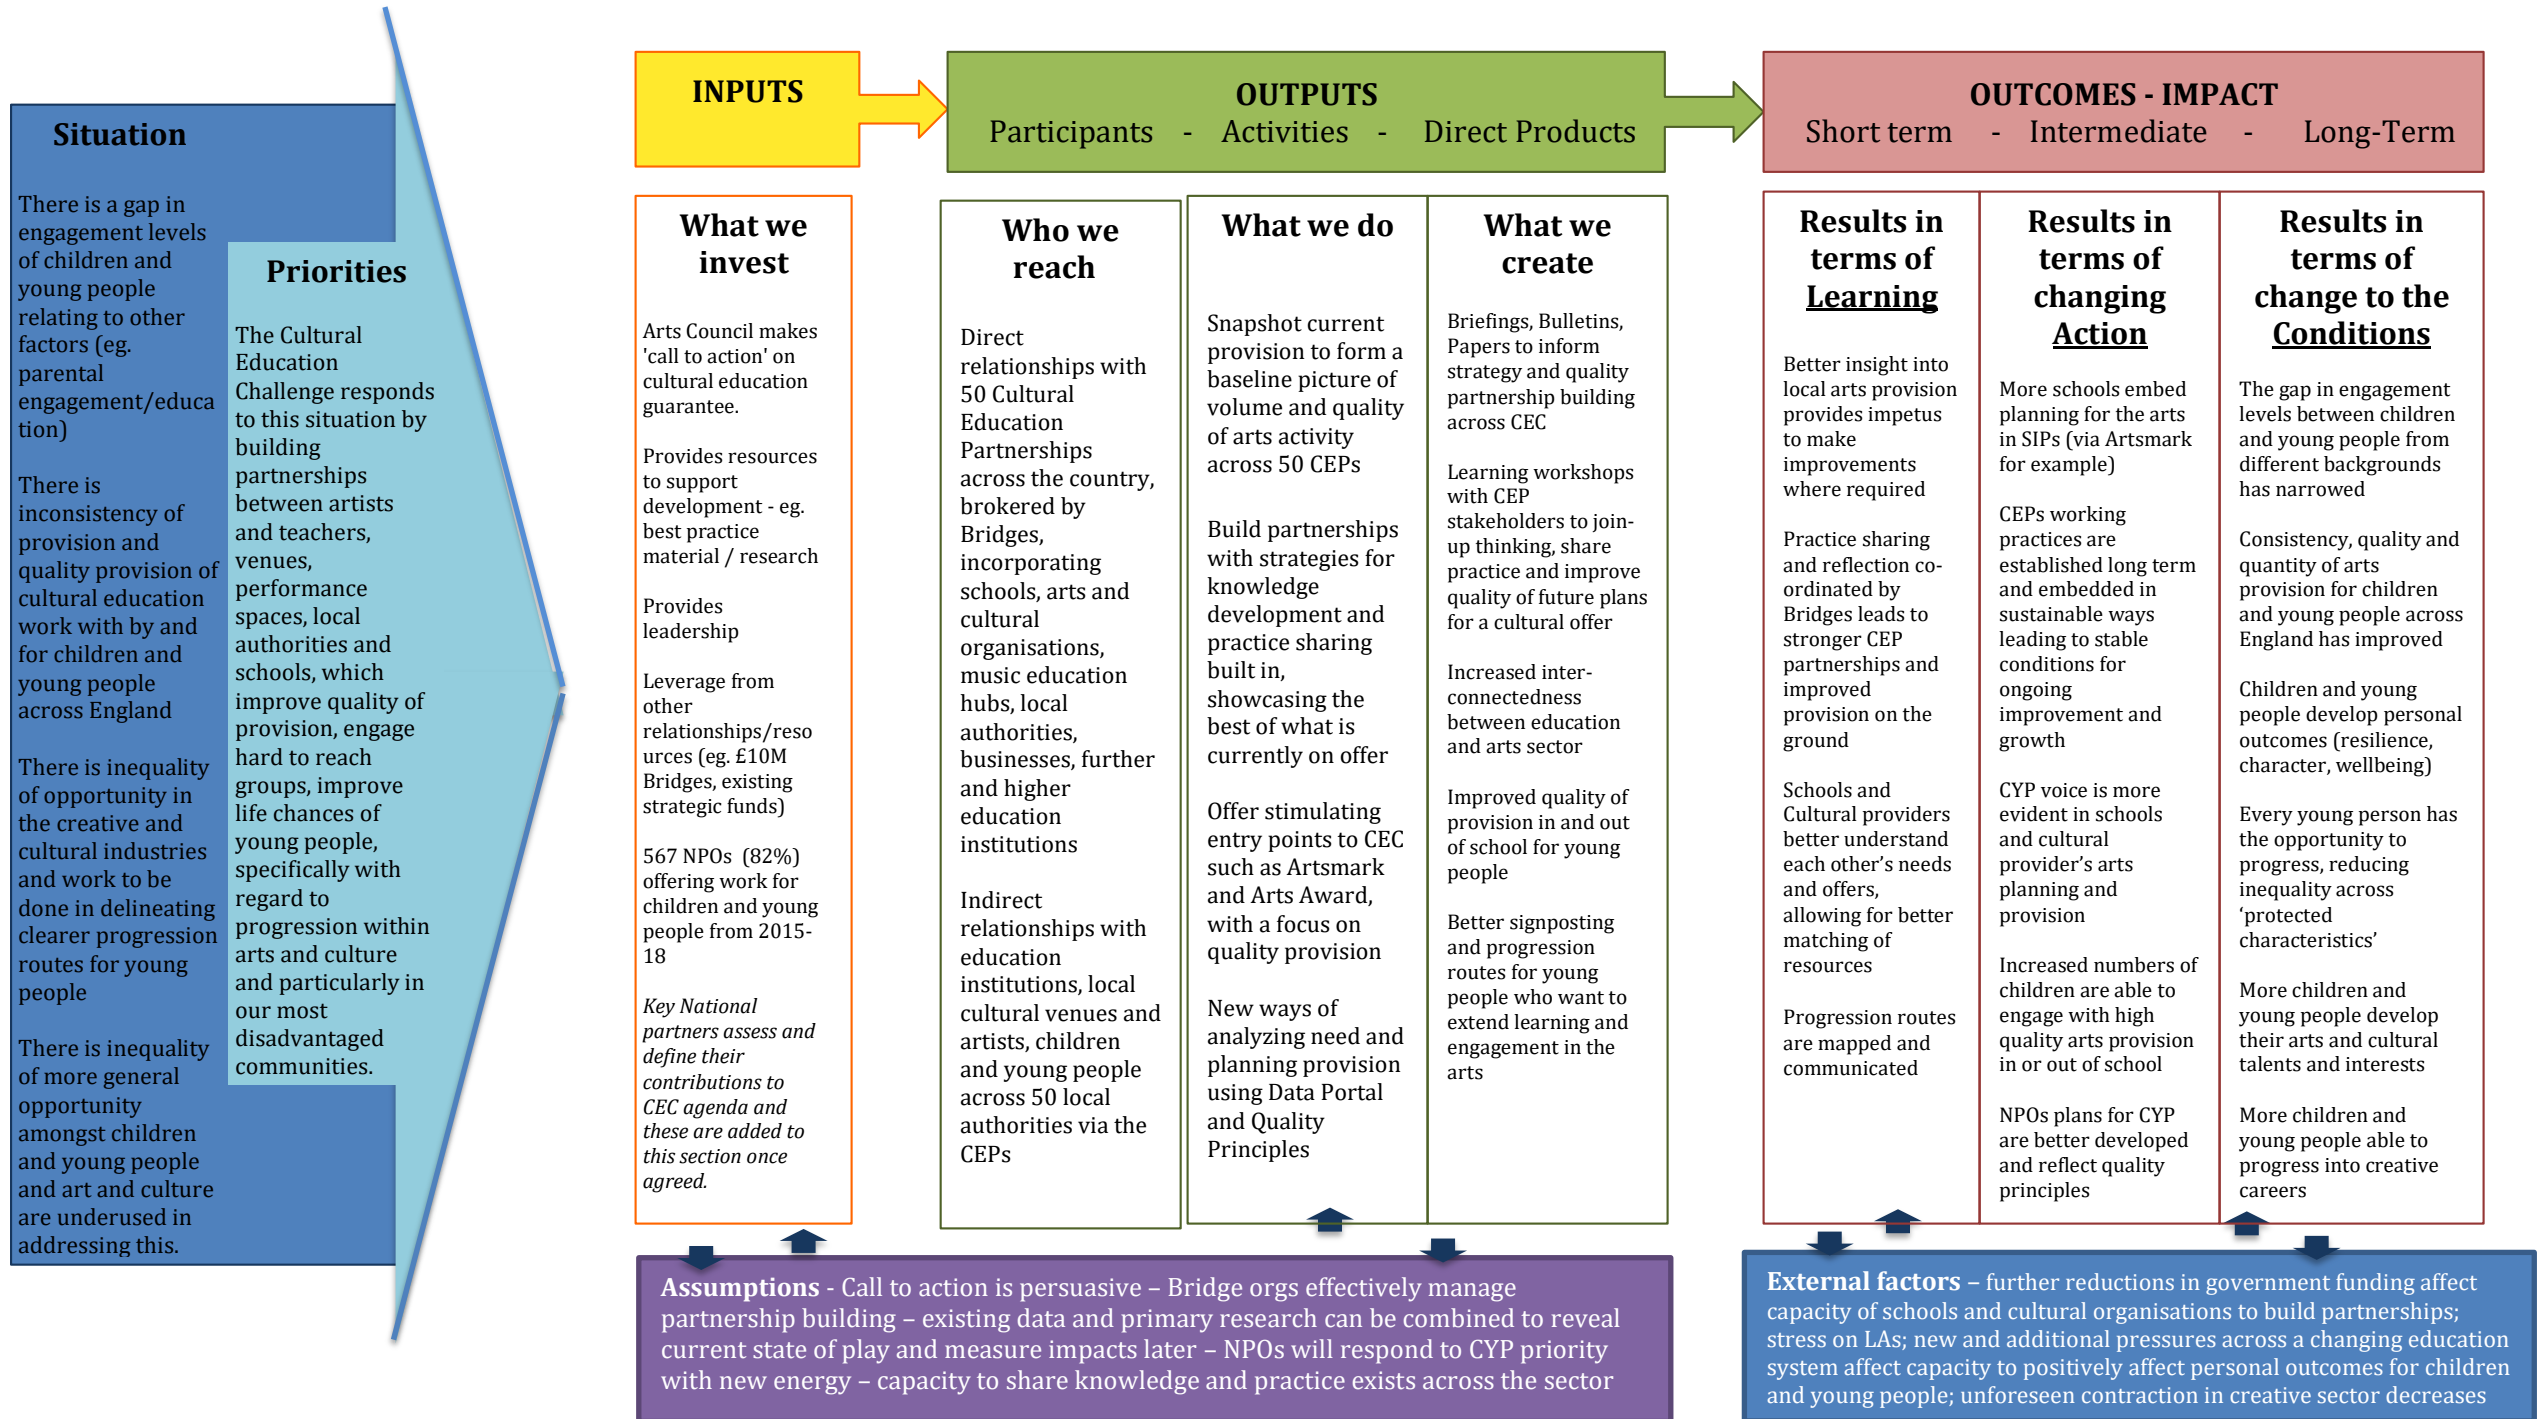 Situation
There is a gap in
engagement levels
of children and
young people
relating to other
factors (eg.
parental
engagement/educa
tion)
There is
inconsistency of
provision and
quality provision of
cultural education
work with by and
for children and
young people
across England
There is inequality
of opportunity in
the creative and
cultural industries
and work to be
done in delineating
clearer progression
routes for young
people
There is inequality
of more general
opportunity
amongst children
and young people
and art and culture
are underused in
addressing this.
Priorities
The Cultural
Education
Challenge responds
to this situation by
building
partnerships
between artists
and teachers,
venues,
performance
spaces, local
authorities and
schools, which
improve quality of
provision, engage
hard to reach
groups, improve
life chances of
young people,
specifically with
regard to
progression within
arts and culture
and particularly in
our most
disadvantaged
communities.
INPUTS
What we
invest
Arts Council makes
'call to action' on
cultural education
guarantee.
Provides resources
to support
development - eg.
best practice
material / research
Provides
leadership
Leverage from
other
relationships/reso
urces (eg. £10M
Bridges, existing
strategic funds)
567 NPOs (82%)
offering work for
children and young
people from 2015-
18
Key National
partners assess and
define their
contributions to
CEC agenda and
these are added to
this section once
agreed.
OUTPUTS
Participants - Activities - Direct Products
Who we
reach
Direct
relationships with
50 Cultural
Education
Partnerships
across the country,
brokered by
Bridges,
incorporating
schools, arts and
cultural
organisations,
music education
hubs, local
authorities,
businesses, further
and higher
education
institutions
Indirect
relationships with
education
institutions, local
cultural venues and
artists, children
and young people
across 50 local
authorities via the
CEPs
What we do
Snapshot current
provision to form a
baseline picture of
volume and quality
of arts activity
across 50 CEPs
Build partnerships
with strategies for
knowledge
development and
practice sharing
built in,
showcasing the
best of what is
currently on offer
Offer stimulating
entry points to CEC
such as Artsmark
and Arts Award,
with a focus on
quality provision
New ways of
analyzing need and
planning provision
using Data Portal
and Quality
Principles
What we
create
Briefings, Bulletins,
Papers to inform
strategy and quality
partnership building
across CEC
Learning workshops
with CEP
stakeholders to join-
up thinking, share
practice and improve
quality of future plans
for a cultural offer
Increased inter-
connectedness
between education
and arts sector
Improved quality of
provision in and out
of school for young
people
Better signposting
and progression
routes for young
people who want to
extend learning and
engagement in the
arts
OUTCOMES - IMPACT
Short term - Intermediate - Long-Term
Results in
terms of
Learning
Better insight into
local arts provision
provides impetus
to make
improvements
where required
Practice sharing
and reflection co-
ordinated by
Bridges leads to
stronger CEP
partnerships and
improved
provision on the
ground
Schools and
Cultural providers
better understand
each other’s needs
and offers,
allowing for better
matching of
resources
Progression routes
are mapped and
communicated
Results in
terms of
changing
Action
More schools embed
planning for the arts
in SIPs (via Artsmark
for example)
CEPs working
practices are
established long term
and embedded in
sustainable ways
leading to stable
conditions for
ongoing
improvement and
growth
CYP voice is more
evident in schools
and cultural
provider’s arts
planning and
provision
Increased numbers of
children are able to
engage with high
quality arts provision
in or out of school
NPOs plans for CYP
are better developed
and reflect quality
principles
Results in
terms of
change to the
Conditions
The gap in engagement
levels between children
and young people from
different backgrounds
has narrowed
Consistency, quality and
quantity of arts
provision for children
and young people across
England has improved
Children and young
people develop personal
outcomes (resilience,
character, wellbeing)
Every young person has
the opportunity to
progress, reducing
inequality across
‘protected
characteristics’
More children and
young people develop
their arts and cultural
talents and interests
More children and
young people able to
progress into creative
careers
Assumptions - Call to action is persuasive – Bridge orgs effectively manage
partnership building – existing data and primary research can be combined to reveal
current state of play and measure impacts later – NPOs will respond to CYP priority
with new energy – capacity to share knowledge and practice exists across the sector
External factors – further reductions in government funding affect
capacity of schools and cultural organisations to build partnerships;
stress on LAs; new and additional pressures across a changing education
system affect capacity to positively affect personal outcomes for children
and young people; unforeseen contraction in creative sector decreases